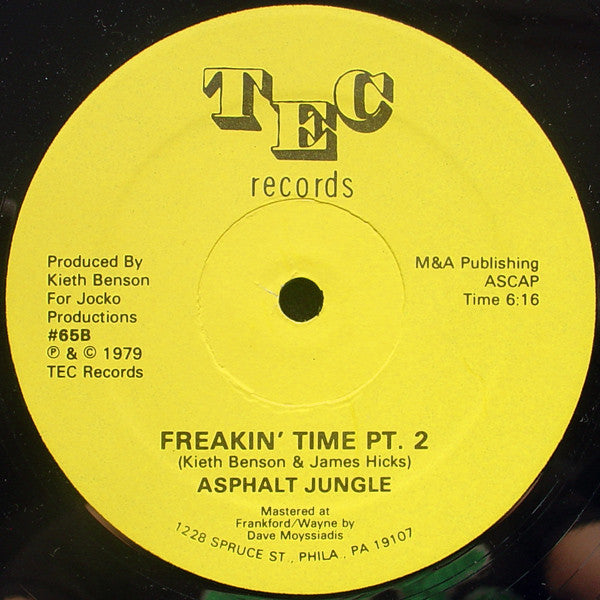 TEC
records
Produced By
Kieth Benson
For Jocko
Productions
#65B
℗ & © 1979
TEC Records
M&A Publishing
ASCAP
Time 6:16
FREAKIN' TIME PT. 2
(Kieth Benson & James Hicks)
ASPHALT JUNGLE
Mastered at
Frankford/Wayne by
Dave Moyssiadis
1228 SPRUCE ST., PHILA. PA 19107